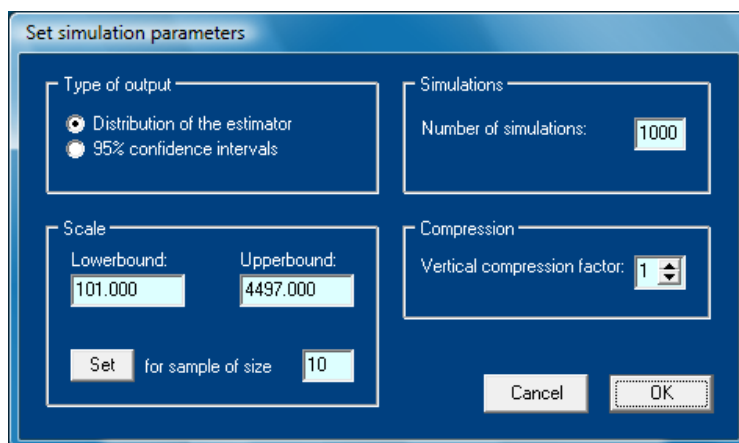 Set simulation parameters
Type of output
Distribution of the estimator
95% confidence intervals
Simulations
Number of simulations: 1000
Scale
Lowerbound: Upperbound:
101.000 4497.000
Set for sample of size 10
Compression
Vertical compression factor: 1
Cancel OK